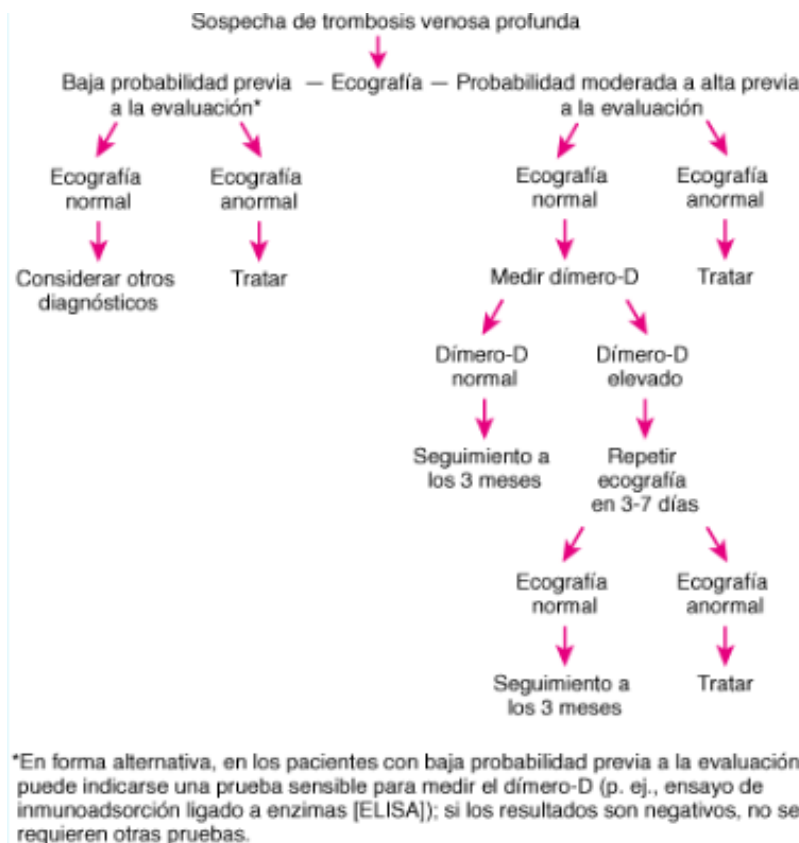 Sospecha de trombosis venosa profunda
Baja probabilidad previa — Ecografía — Probabilidad moderada a alta previa
a la evaluación* a la evaluación
Ecografía Ecografía Ecografía Ecografía
normal anormal normal anormal
Considerar otros Tratar Medir dímero-D Tratar
diagnósticos
Dímero-D Dímero-D
normal elevado
Seguimiento a Repetir
los 3 meses ecografía
en 3-7 días
Ecografía Ecografía
normal anormal
Seguimiento a Tratar
los 3 meses
*En forma alternativa, en los pacientes con baja probabilidad previa a la evaluación
puede indicarse una prueba sensible para medir el dímero-D (p. ej., ensayo de
inmunoadsorción ligado a enzimas [ELISA]); si los resultados son negativos, no se
requieren otras pruebas.